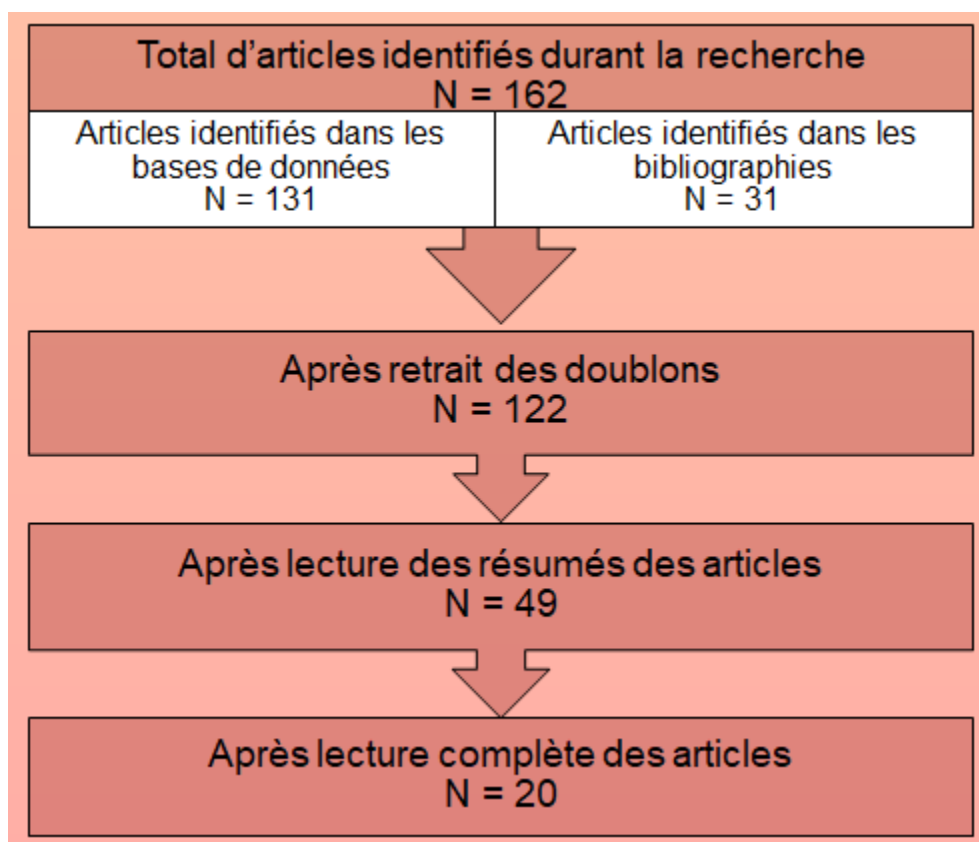 Total d'articles identifiés durant la recherche
N = 162
Articles identifiés dans les
bases de données
N = 131
Articles identifiés dans les
bibliographies
N = 31
Après retrait des doublons
N = 122
Après lecture des résumés des articles
N = 49
Après lecture complète des articles
N = 20